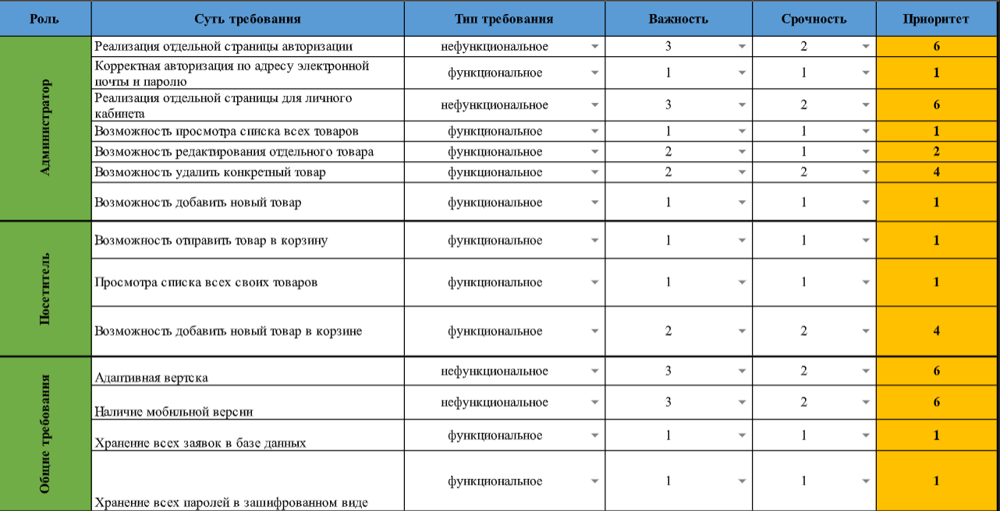 Роль Суть требования Тип требования Важность Срочность Приоритет
Администратор
Реализация отдельной страницы авторизации нефункциональное 3 2 6
Корректная авторизация по адресу электронной
почты и паролю функциональное 1 1 1
Реализация отдельной страницы для личного
кабинета нефункциональное 3 2 6
Возможность просмотра списка всех товаров функциональное 1 1 1
Возможность редактирования отдельного товара функциональное 2 1 2
Возможность удалить конкретный товар функциональное 2 2 4
Возможность добавить новый товар функциональное 1 1 1
Посетитель
Возможность отправить товар в корзину функциональное 1 1 1
Просмотра списка всех своих товаров функциональное 1 1 1
Возможность добавить новый товар в корзине функциональное 2 2 4
Общие требования
Адаптивная вертска нефункциональное 3 2 6
Наличие мобильной версии нефункциональное 3 2 6
Хранение всех заявок в базе данных функциональное 1 1 1
Хранение всех паролей в зашифрованном виде функциональное 1 1 1